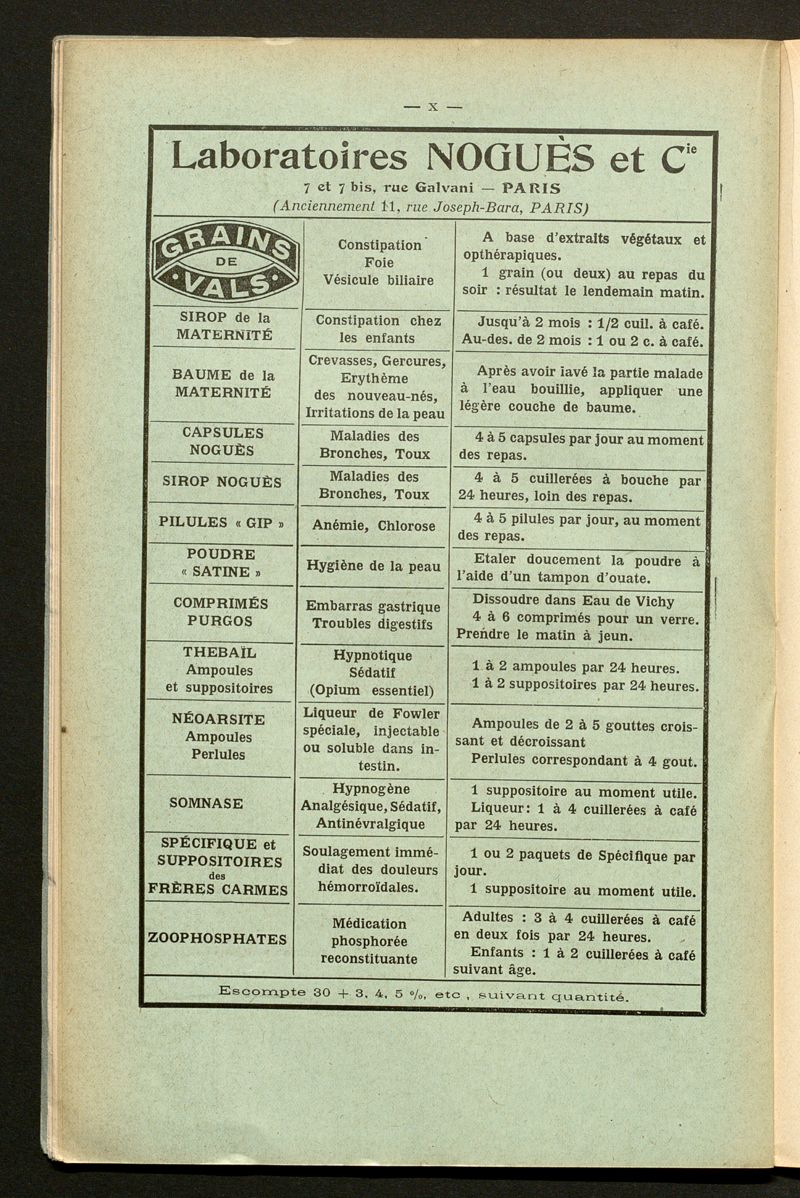 — X —
Laboratoires NOGUÈS et Cie
7 et 7 bis, rue Galvani — PARIS
(Anciennement 11, rue Joseph-Bara, PARIS)
GRAINS
DE
VALS
Constipation
Foie
Vésicule biliaire
A base d'extraits végétaux et
opthérapiques.
1 grain (ou deux) au repas du
soir : résultat le lendemain matin.
SIROP de la
MATERNITÉ
Constipation chez
les enfants
Jusqu'à 2 mois : 1/2 cuil. à café.
Au-des. de 2 mois : 1 ou 2 c. à café.
BAUME de la
MATERNITÉ
Crevasses, Gercures,
Erythème
des nouveau-nés,
Irritations de la peau
Après avoir lavé la partie malade
à l'eau bouillie, appliquer une
légère couche de baume.
CAPSULES
NOGUÈS
Maladies des
Bronches, Toux
4 à 5 capsules par jour au moment
des repas.
SIROP NOGUÈS
Maladies des
Bronches, Toux
4 à 5 cuillerées à bouche par
24 heures, loin des repas.
PILULES « GIP »
Anémie, Chlorose
4 à 5 pilules par jour, au moment
des repas.
POUDRE
« SATINE »
Hygiène de la peau
Etaler doucement la poudre à
l'aide d'un tampon d'ouate.
COMPRIMÉS
PURGOS
Embarras gastrique
Troubles digestifs
Dissoudre dans Eau de Vichy
4 à 6 comprimés pour un verre.
Prendre le matin à jeun.
THEBAÏL
Ampoules
et suppositoires
Hypnotique
Sédatif
(Opium essentiel)
1 à 2 ampoules par 24 heures.
1 à 2 suppositoires par 24 heures.
NÉOARSITE
Ampoules
Perlules
Liqueur de Fowler
spéciale, injectable
ou soluble dans in-
testin.
Ampoules de 2 à 5 gouttes crois-
sant et décroissant
Perlules correspondant à 4 gout.
SOMNASE
Hypnogène
Analgésique, Sédatif,
Antinévralgique
1 suppositoire au moment utile.
Liqueur: 1 à 4 cuillerées à café
par 24 heures.
SPÉCIFIQUE et
SUPPOSITOIRES
des
FRÈRES CARMES
Soulagement immé-
diat des douleurs
hémorroïdales.
1 ou 2 paquets de Spécifique par
jour.
1 suppositoire au moment utile.
ZOOPHOSPHATES
Médication
phosphorée
reconstituante
Adultes : 3 à 4 cuillerées à café
en deux fois par 24 heures.
Enfants : 1 à 2 cuillerées à café
suivant âge.
Escompte 30 + 3, 4, 5 %, etc , suivant quantité.